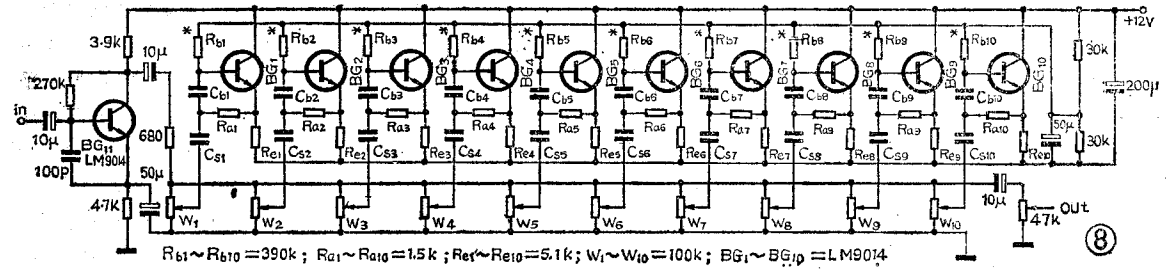 +12V
3.9k
10μ
* Rb1
* Rb2
* Rb3
* Rb4
* Rb5
* Rb6
* Rb7
* Rb8
* Rb9
* Rb10
30k
200μ
270k
BG1
BG2
BG3
BG4
BG5
BG6
BG7
BG8
BG9
BG10
Cb1
Cb2
Cb3
Cb4
Cb5
Cb6
Cb7
Cb8
Cb9
Cb10
in
10μ
BG11
LM9014
680
Ra1
Ra2
Ra3
Ra4
Ra5
Ra6
Ra7
Ra9
Ra9
Ra10
50μ
30k
100p
Cs1
Cs2
Cs3
Cs4
Cs5
Cs6
Cs7
Cs8
Cs9
Cs10
Re1
Re2
Re3
Re4
Re5
Re6
Re7
Re8
Re9
Re10
50μ
4.7k
W1
W2
W3
W4
W5
W6
W7
W8
W9
W10
10μ
47k
OUt
Rb1~Rb10=390k; Ra1~Ra10=1.5k; Re1~Re10=5.1k; W1~W10=100k; BG1~BG10=LM9014
⑧